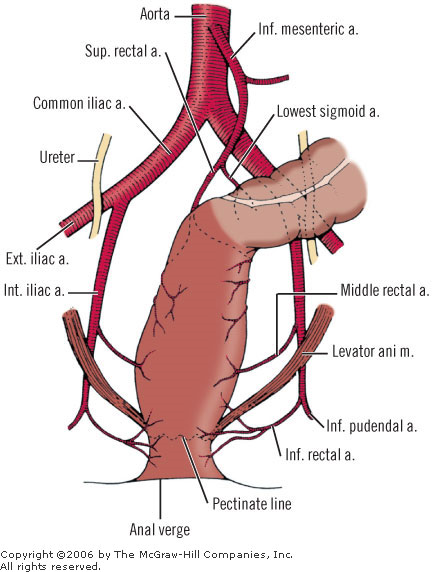 Aorta
Inf. mesenteric a.
Sup. rectal a.
Common iliac a.
Lowest sigmoid a.
Ureter
Ext. iliac a.
Int. iliac a.
Middle rectal a.
Levator ani m.
Inf. pudendal a.
Inf. rectal a.
Pectinate line
Anal verge
Copyright ©2006 by The McGraw-Hill Companies, Inc.
All rights reserved.